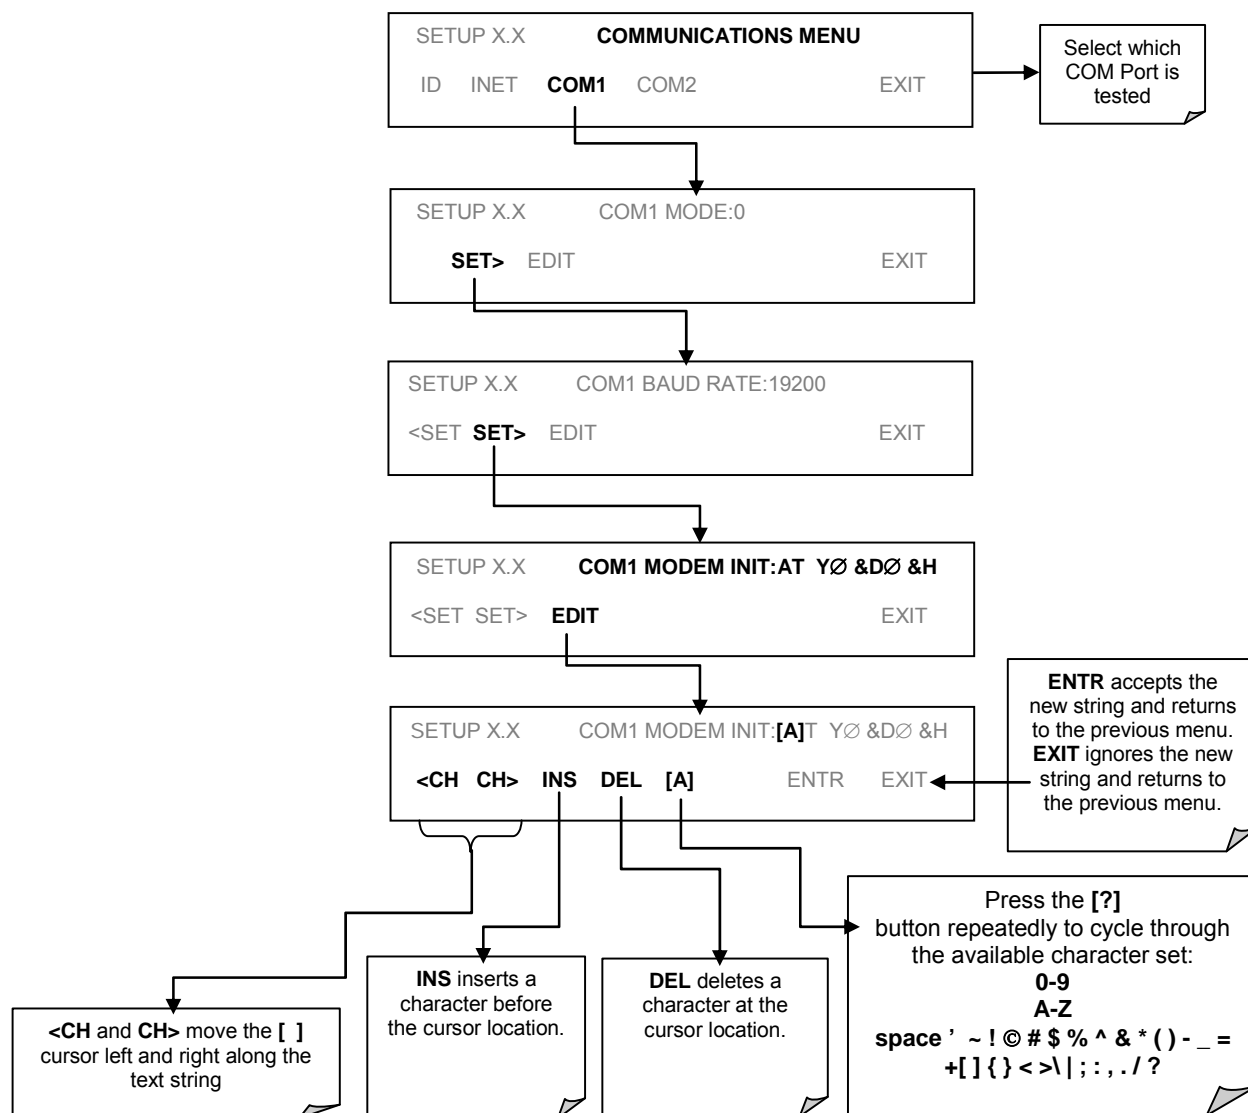 SETUP X.X COMMUNICATIONS MENU
ID INET COM1 COM2 EXIT
Select which
COM Port is
tested
SETUP X.X COM1 MODE:0
SET> EDIT EXIT
SETUP X.X COM1 BAUD RATE:19200
<SET SET> EDIT EXIT
SETUP X.X COM1 MODEM INIT:AT Y∅ &D∅ &H
<SET SET> EDIT EXIT
ENTR accepts the
new string and returns
to the previous menu.
EXIT ignores the new
string and returns to
the previous menu.
SETUP X.X COM1 MODEM INIT:[A]T Y∅ &D∅ &H
<CH CH> INS DEL [A] ENTR EXIT
<CH and CH> move the [ ]
cursor left and right along the
text string
INS inserts a
character before
the cursor location.
DEL deletes a
character at the
cursor location.
Press the [?]
button repeatedly to cycle through
the available character set:
0-9
A-Z
space ’ ~ ! © # $ % ^ & * ( ) - _ =
+[ ] { } < >\ | ; : , . / ?